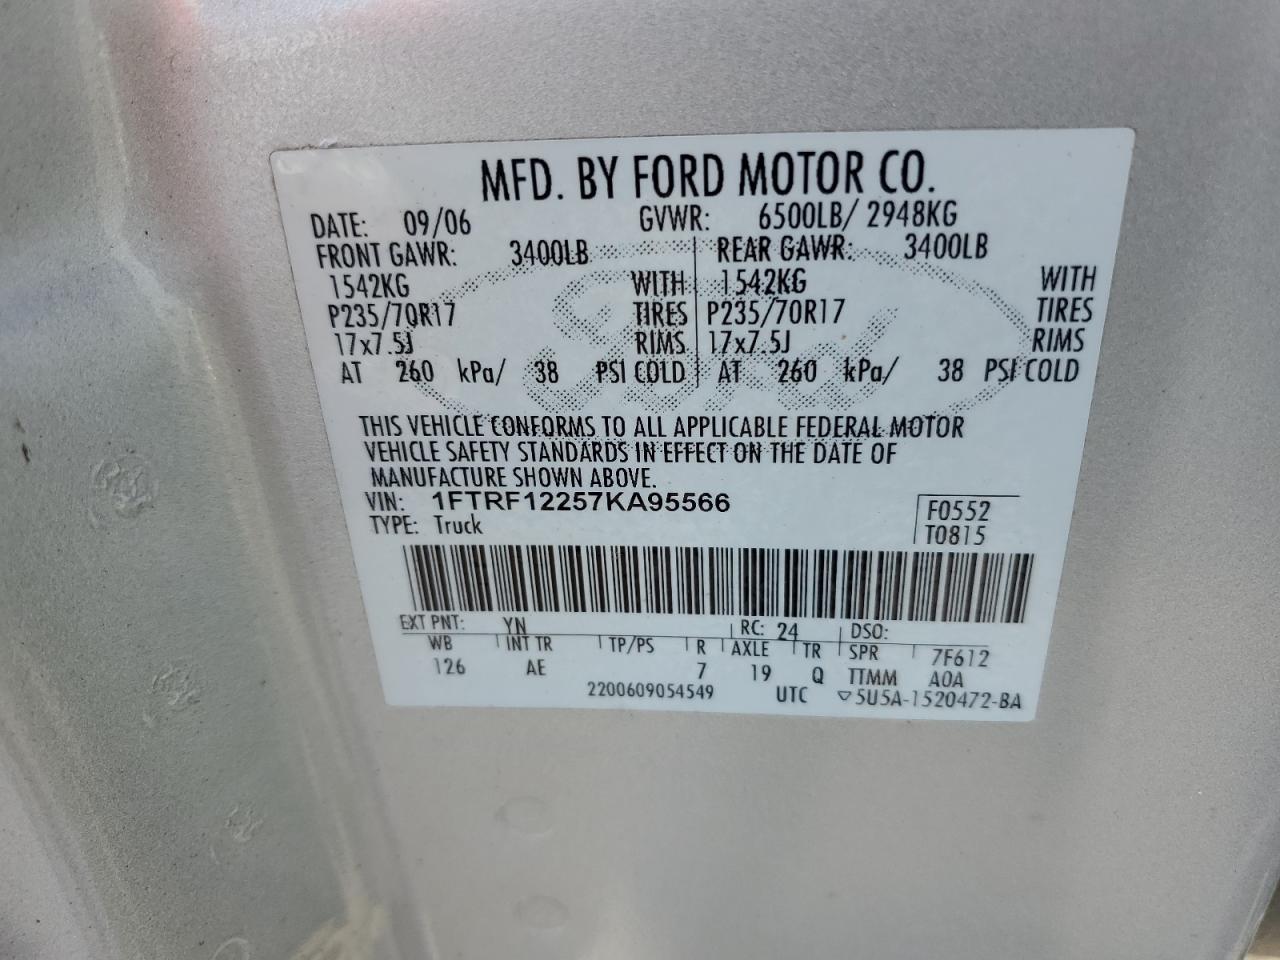 MFD. BY FORD MOTOR CO.
DATE: 09/06 GVWR: 6500LB/ 2948KG
FRONT GAWR: 3400LB REAR GAWR: 3400LB
1542KG WITH 1542KG WITH
P235/70R17 TIRES P235/70R17 TIRES
17x7.5J RIMS 17x7.5J RIMS
AT 260 kPa/ 38 PSI COLD AT 260 kPa/ 38 PSI COLD
THIS VEHICLE CONFORMS TO ALL APPLICABLE FEDERAL MOTOR
VEHICLE SAFETY STANDARDS IN EFFECT ON THE DATE OF
MANUFACTURE SHOWN ABOVE.
VIN: 1FTRF12257KA95566 F0552
TYPE: Truck T0815
EXT PNT: YN RC: 24 DSO:
WB INT TR TP/PS R AXLE TR SPR 7F612
126 AE 7 19 Q TTMM A0A
2200609054549 UTC ▽5U5A-1520472-BA